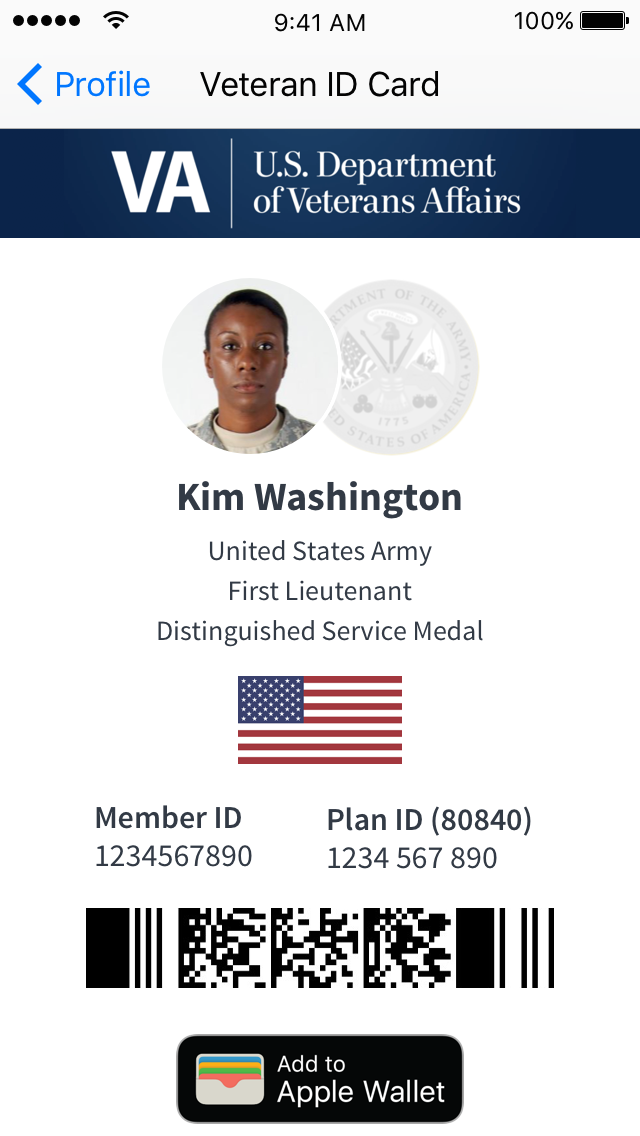 9:41 AM 100%
Profile Veteran ID Card
VA U.S. Department
of Veterans Affairs
DEPARTMENT OF THE ARMY
1775
UNITED STATES OF AMERICA
Kim Washington
United States Army
First Lieutenant
Distinguished Service Medal
Member ID Plan ID (80840)
1234567890 1234 567 890
Add to
Apple Wallet